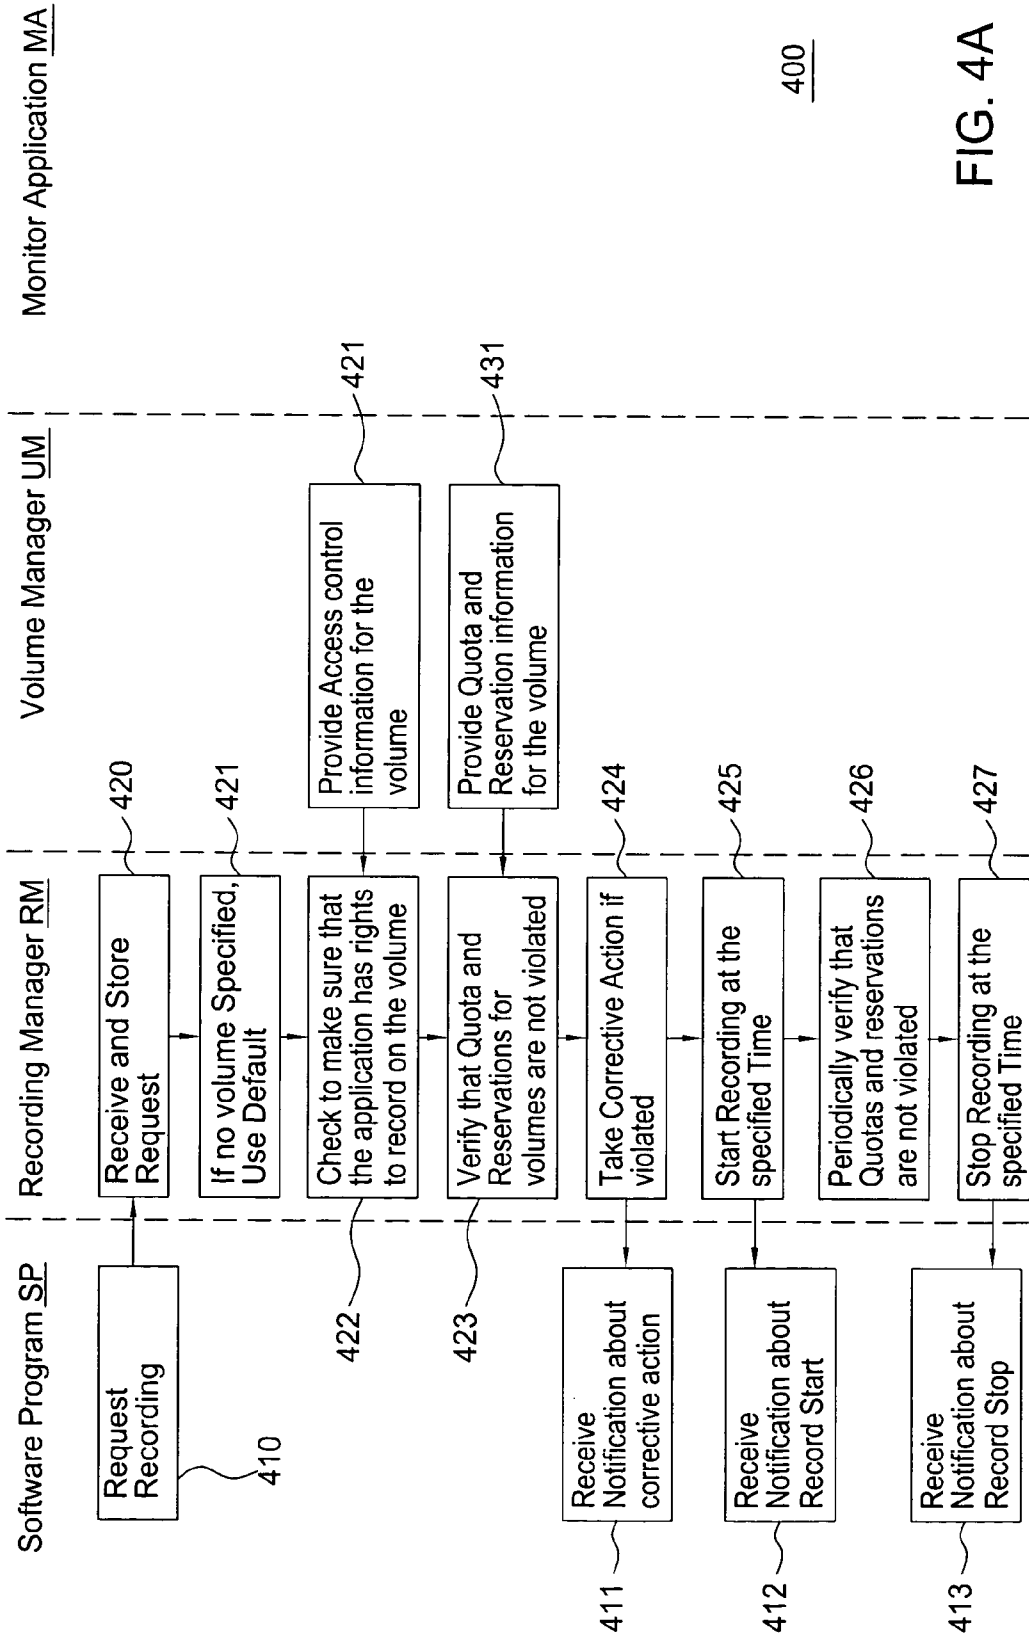 Software Program SP
Recording Manager RM
Volume Manager UM
Monitor Application MA
Request
Recording
410
Receive and Store
Request
420
If no volume Specified,
Use Default
421
Check to make sure that
the application has rights
to record on the volume
422
Provide Access control
information for the
volume
421
Verify that Quota and
Reservations for
volumes are not violated
423
Provide Quota and
Reservation information
for the volume
431
Take Corrective Action if
violated
424
Receive
Notification about
corrective action
411
Start Recording at the
specified Time
425
Receive
Notification about
Record Start
412
Periodically verify that
Quotas and reservations
are not violated
426
Stop Recording at the
specified Time
427
Receive
Notification about
Record Stop
413
400
FIG. 4A